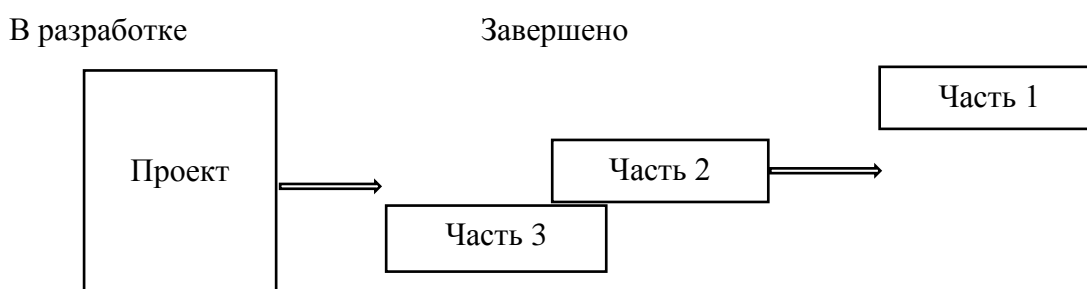 В разработке
Завершено
Часть 1
Проект
Часть 2
Часть 3